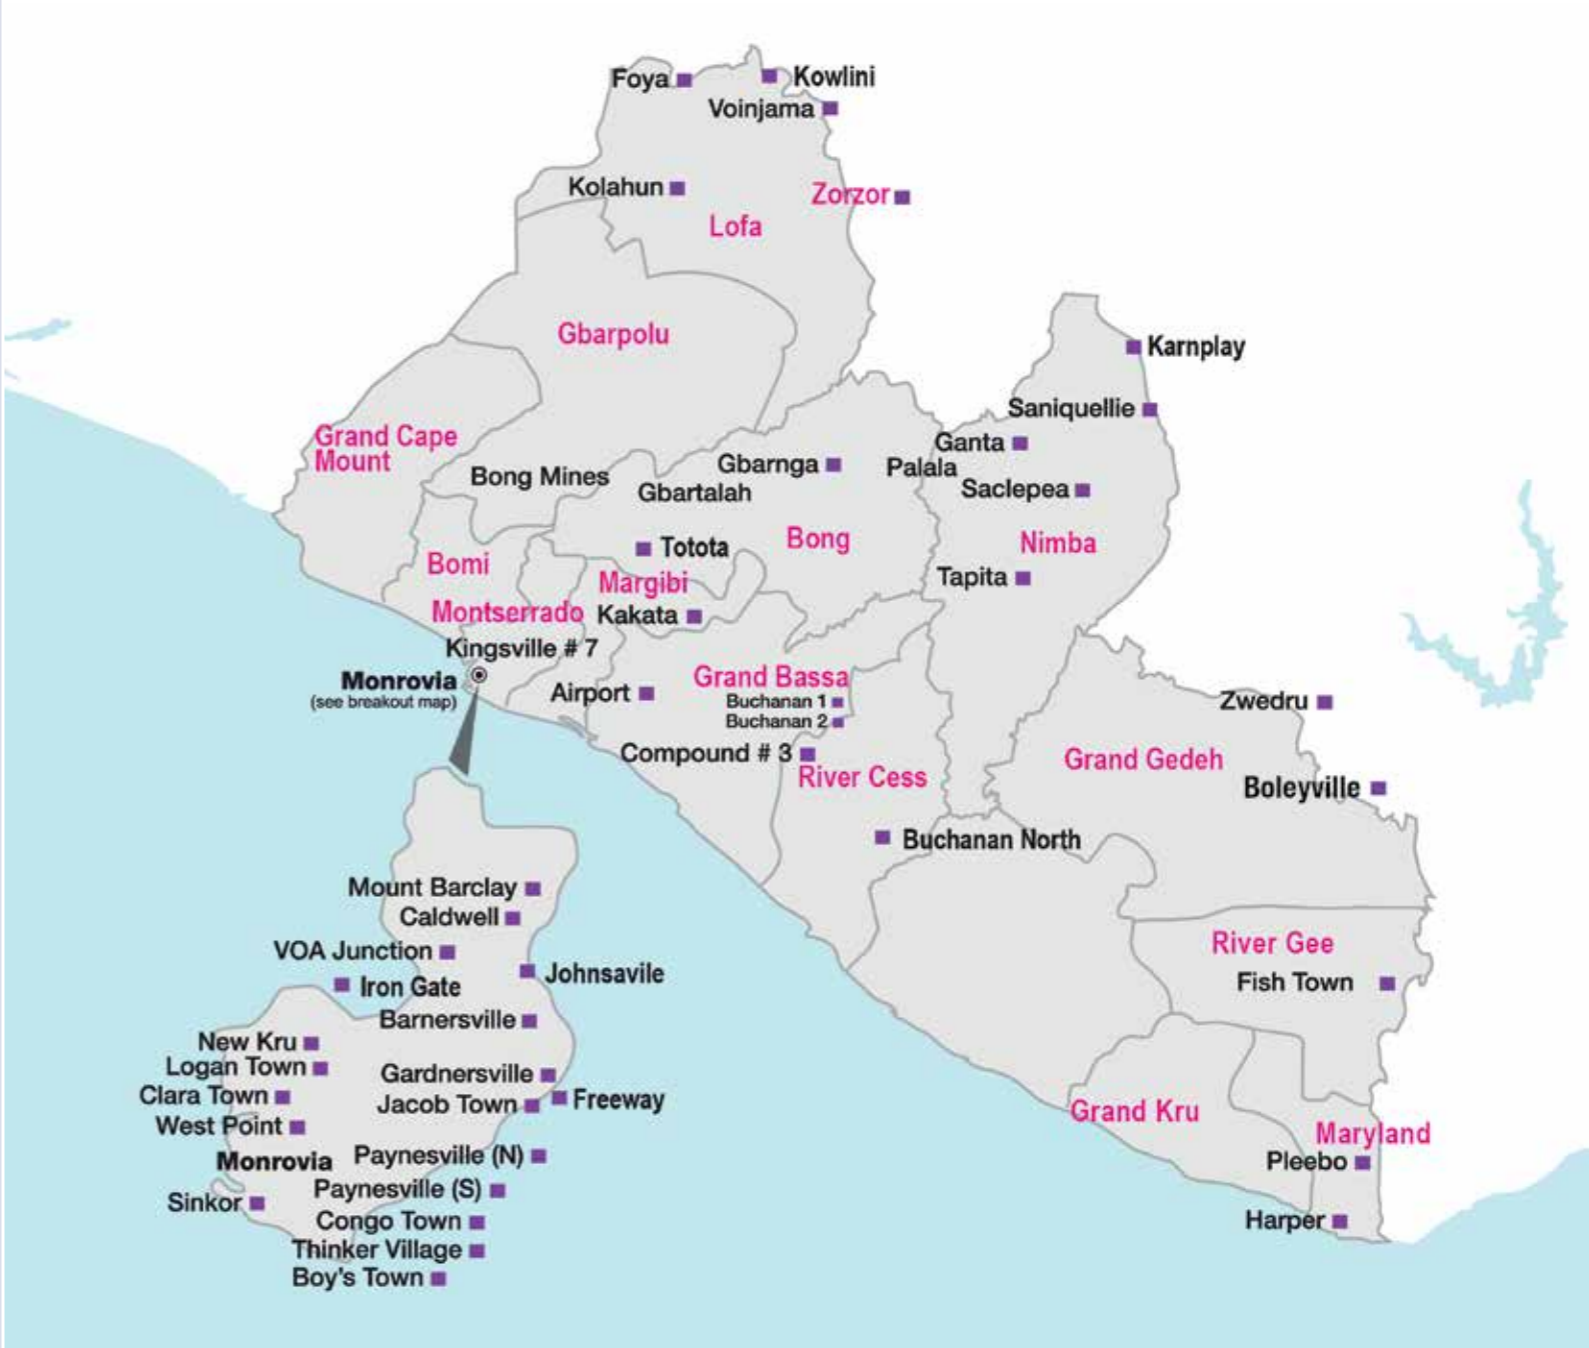 Foya
Kowlini
Voinjama
Kolahun
Zorzor
Lofa
Gbarpolu
Karnplay
Saniquellie
Grand Cape
Mount
Ganta
Gbarnga
Palala
Bong Mines
Gbartalah
Saclepea
Bong
Nimba
Totota
Bomi
Margibi
Tapita
Montserrado
Kakata
Kingsville # 7
Monrovia
(see breakout map)
Airport
Grand Bassa
Buchanan 1
Buchanan 2
Zwedru
Compound # 3
River Cess
Grand Gedeh
Boleyville
Buchanan North
Mount Barclay
Caldwell
VOA Junction
Johnsavile
Iron Gate
River Gee
Fish Town
Barnersville
New Kru
Logan Town
Gardnersville
Clara Town
Jacob Town
Freeway
Grand Kru
West Point
Maryland
Monrovia
Paynesville (N)
Pleebo
Paynesville (S)
Sinkor
Congo Town
Harper
Thinker Village
Boy's Town